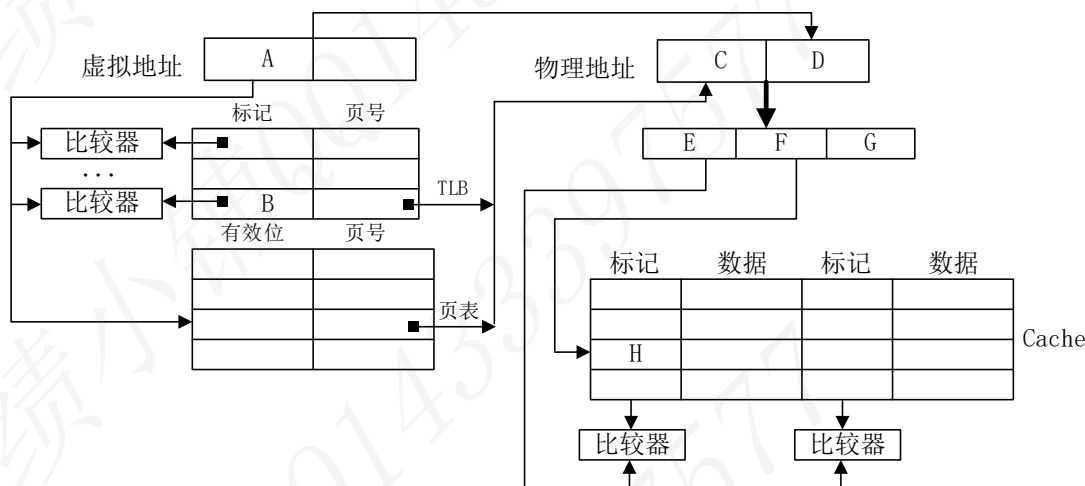 虚拟地址
A
物理地址
C
D
标记
页号
比较器
...
比较器
B
TLB
E
F
G
有效位
页号
页表
标记
数据
标记
数据
H
Cache
比较器
比较器